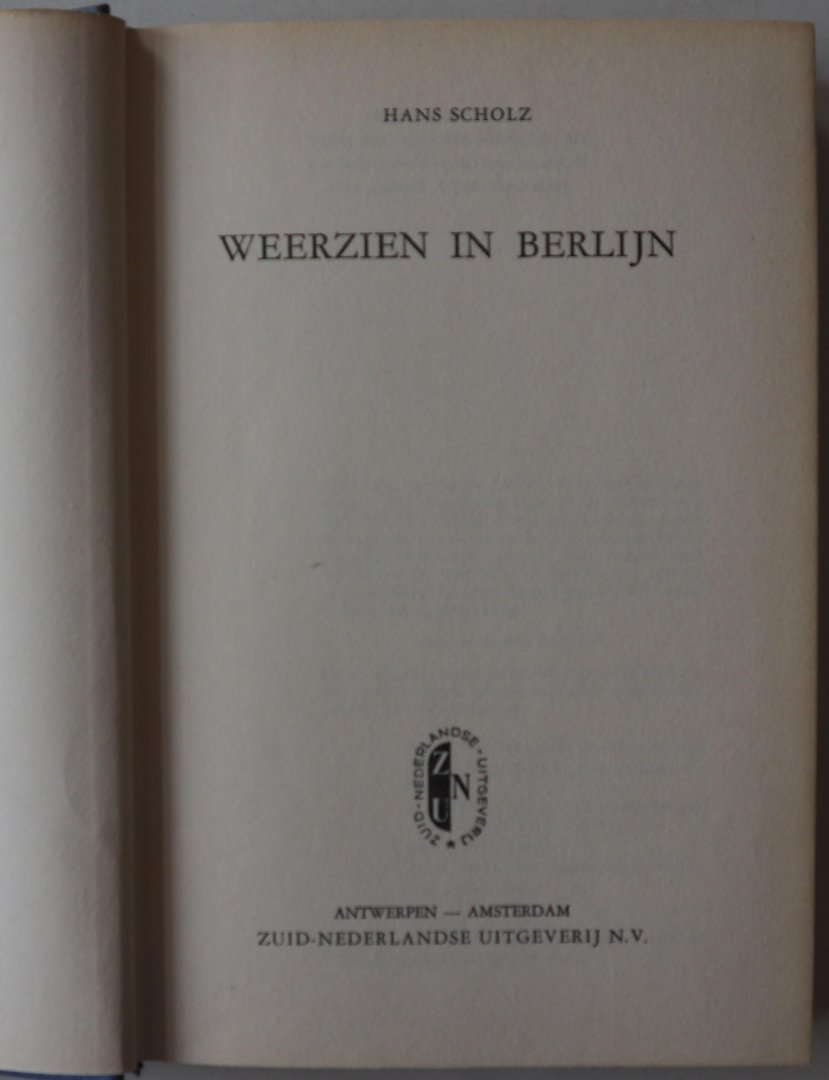 HANS SCHOLZ
WEERZIEN IN BERLIJN
ZUID-NEDERLANDSE-UITGEVERIJ
Z
N
U
ANTWERPEN — AMSTERDAM
ZUID-NEDERLANDSE UITGEVERIJ N.V.